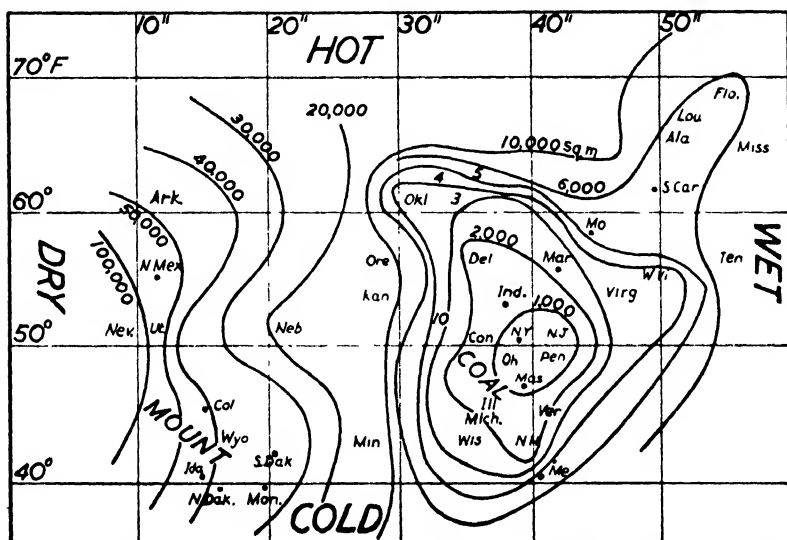 10" 20" 30" 40" 50"
HOT
70°F
Flo.
30,000 20,000
Lou
10,000 Sq m
Ala
Miss
40,000
5
4
6,000
Ark.
3
S Car
50,000
Okl
60°
Mo
100,000
2,000
DRY
WET
N Mex
Ore
Del
Mar
Ten
W Vi
Kan
Ind.
Virg
1,000
10
Nev. Ut. Neb
Con NY NJ
50°
Oh Pen
COAL
Mas
Col
Ill
Mich.
Ver
MOUNT
Wyo Min Wis NH
S.Dak
Ida
Me
40°
N Dak. Mon.
COLD